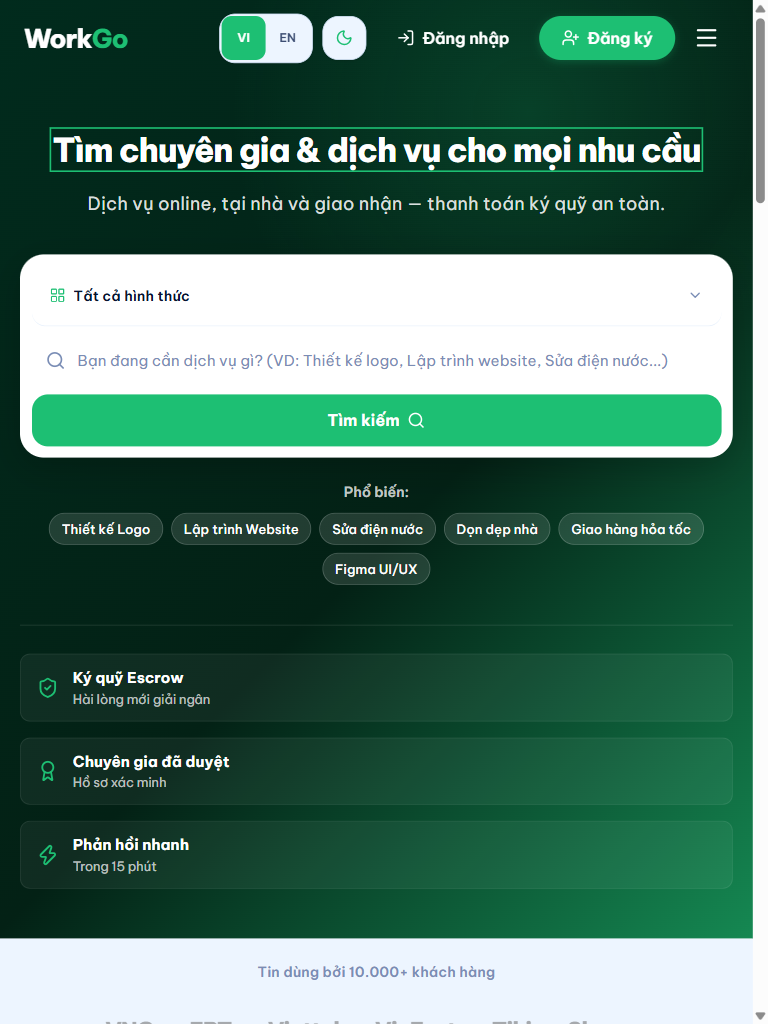 WorkGo
VI
EN
Đăng nhập
Đăng ký
Tìm chuyên gia & dịch vụ cho mọi nhu cầu
Dịch vụ online, tại nhà và giao nhận — thanh toán ký quỹ an toàn.
Tất cả hình thức
Bạn đang cần dịch vụ gì? (VD: Thiết kế logo, Lập trình website, Sửa điện nước...)
Tìm kiếm
Phổ biến:
Thiết kế Logo
Lập trình Website
Sửa điện nước
Dọn dẹp nhà
Giao hàng hỏa tốc
Figma UI/UX
Ký quỹ Escrow
Hài lòng mới giải ngân
Chuyên gia đã duyệt
Hồ sơ xác minh
Phản hồi nhanh
Trong 15 phút
Tin dùng bởi 10.000+ khách hàng